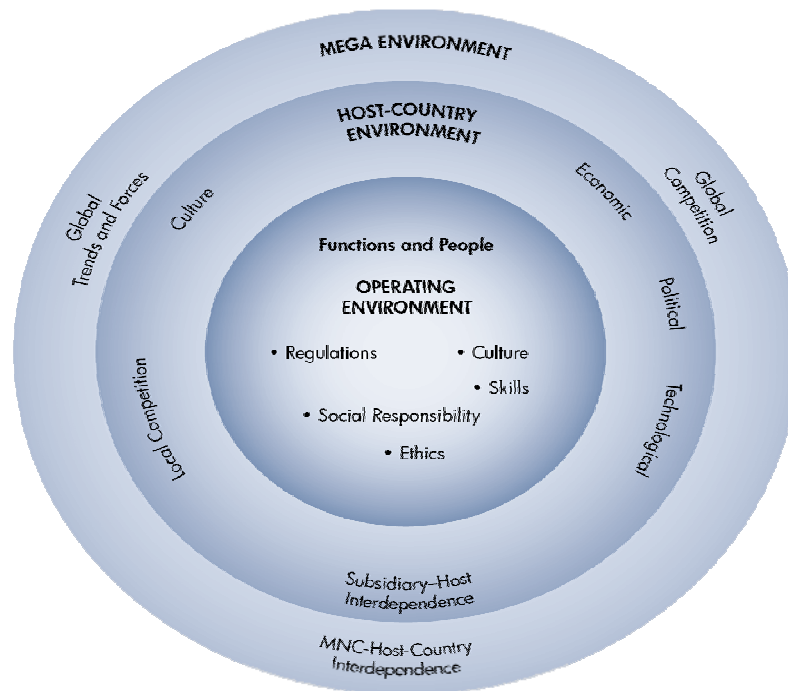 MEGA ENVIRONMENT
HOST-COUNTRY
ENVIRONMENT
Global
Trends and Forces
Culture
Economic
Global
Competition
Functions and People
OPERATING
ENVIRONMENT
Political
• Regulations
• Culture
• Skills
• Social Responsibility
• Ethics
Local Competition
Technological
Subsidiary–Host
Interdependence
MNC-Host-Country
Interdependence